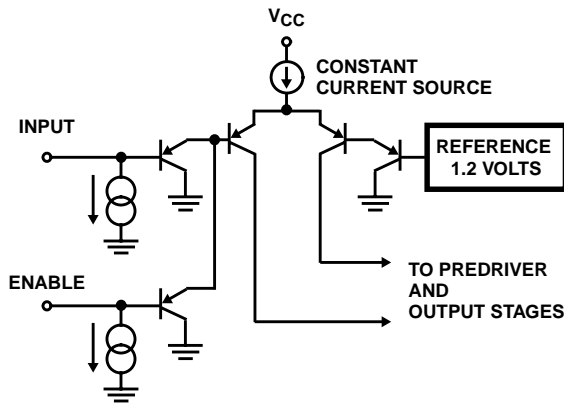 VCC
CONSTANT
CURRENT SOURCE
INPUT
REFERENCE
1.2 VOLTS
ENABLE
TO PREDRIVER
AND
OUTPUT STAGES